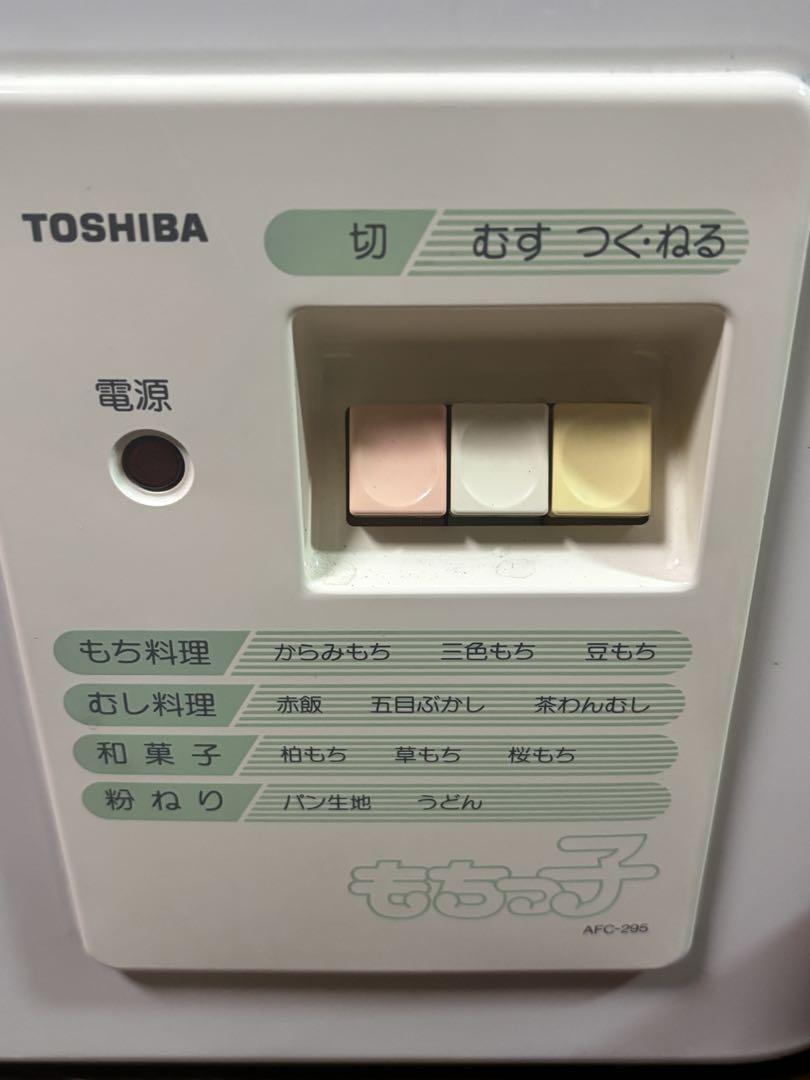 TOSHIBA
切 むす つく・ねる
電源
もち料理 からみもち 三色もち 豆もち
むし料理 赤飯 五目ぶかし 茶わんむし
和菓子 柏もち 草もち 桜もち
粉ねり パン生地 うどん
もちっ子
AFC-295